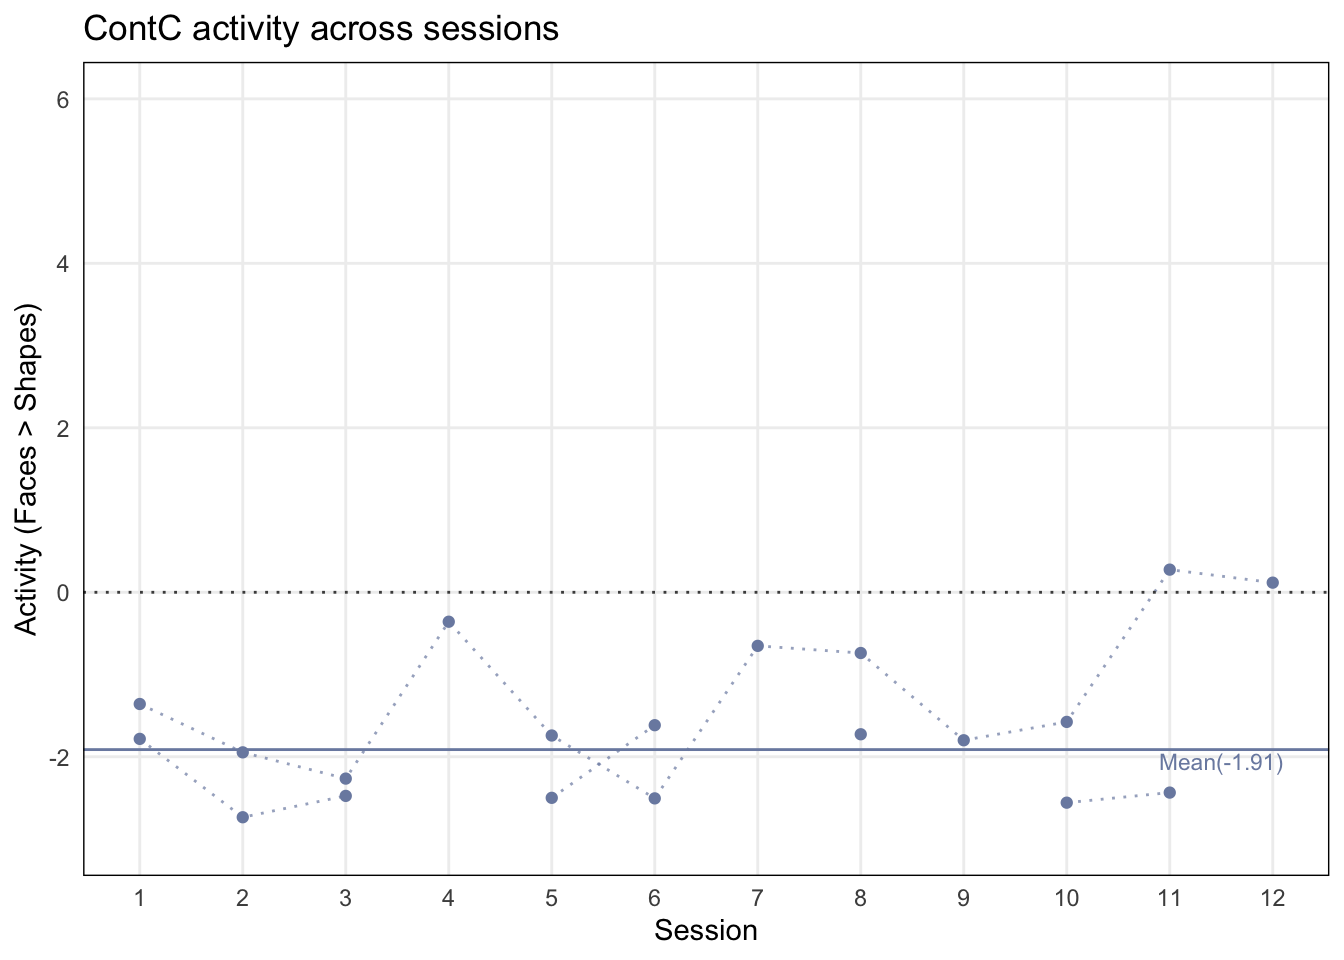 ContC activity across sessions
Activity (Faces > Shapes)
6
4
2
0
-2
Mean(-1.91)
1 2 3 4 5 6 7 8 9 10 11 12
Session